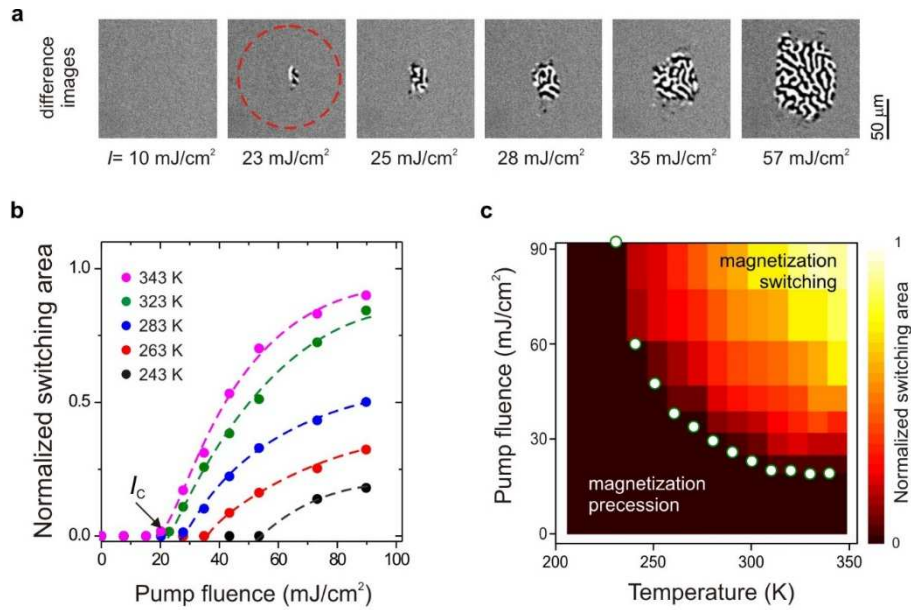 a
difference
images
I= 10 mJ/cm²
23 mJ/cm²
25 mJ/cm²
28 mJ/cm²
35 mJ/cm²
57 mJ/cm²
50 μm
b
Normalized switching area
1.0
0.5
0.0
343 K
323 K
283 K
263 K
243 K
I_C
0 20 40 60 80 100
Pump fluence (mJ/cm²)
c
Pump fluence (mJ/cm²)
90
60
30
0
magnetization
switching
magnetization
precession
200 250 300 350
Temperature (K)
1
0
Normalized switching area